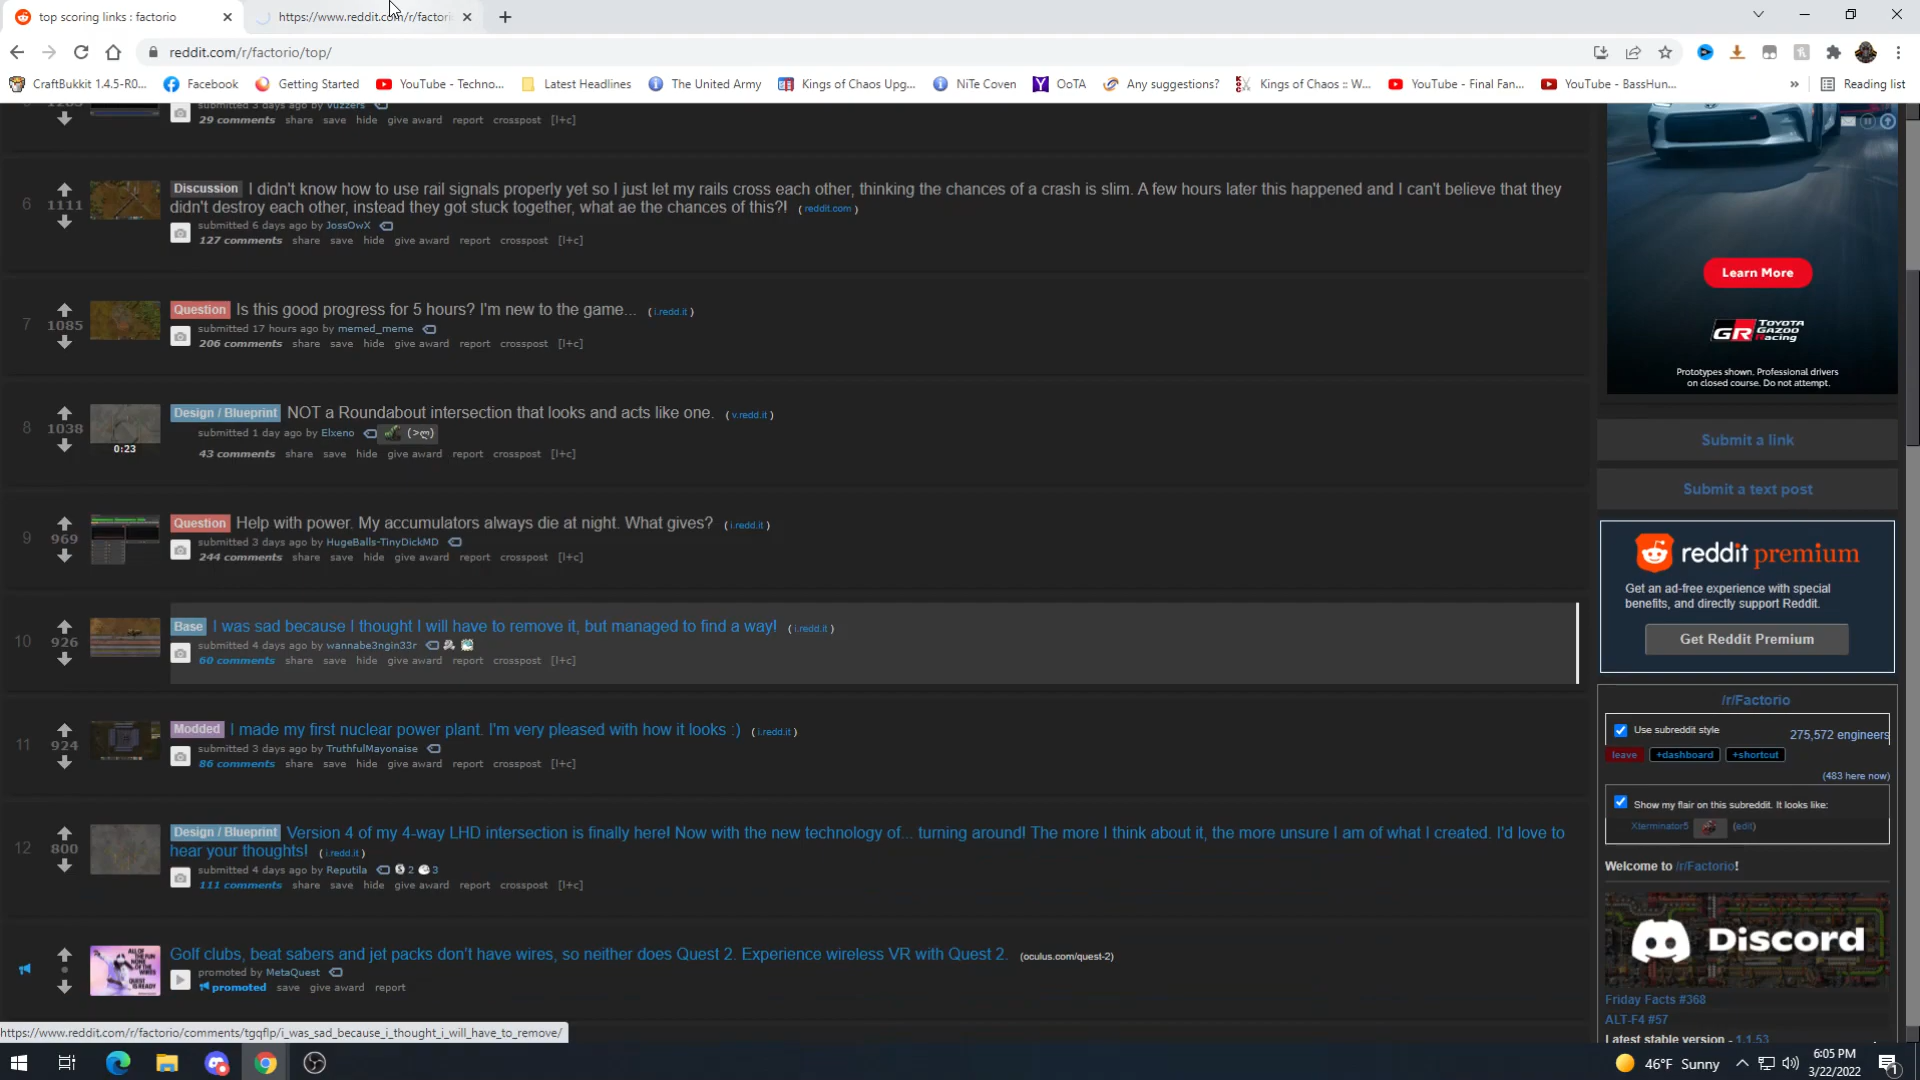 top scoring links : factorio
https://www.reddit.com/r/factori
reddit.com/r/factorio/top/
CraftBukkit 1.4.5-R0...
Facebook
Getting Started
YouTube - Techno...
Latest Headlines
The United Army
Kings of Chaos Upg...
NiTe Coven
OoTA
Any suggestions?
Kings of Chaos :: W...
YouTube - Final Fan...
YouTube - BassHun...
»
Reading list
submitted 3 days ago by Vuzzers
29 comments share save hide give award report crosspost [l+c]
6
1111
Discussion I didn't know how to use rail signals properly yet so I just let my rails cross each other, thinking the chances of a crash is slim. A few hours later this happened and I can't believe that they
didn't destroy each other, instead they got stuck together, what ae the chances of this?! ( reddit.com )
submitted 6 days ago by JossOwX
127 comments share save hide give award report crosspost [l+c]
7
1085
Question Is this good progress for 5 hours? I'm new to the game... ( i.redd.it )
submitted 17 hours ago by memed_meme
206 comments share save hide give award report crosspost [l+c]
8
1038
0:23
Design / Blueprint NOT a Roundabout intersection that looks and acts like one. ( v.redd.it )
submitted 1 day ago by Elxeno (>ლ)
43 comments share save hide give award report crosspost [l+c]
9
969
Question Help with power. My accumulators always die at night. What gives? ( i.redd.it )
submitted 3 days ago by HugeBalls-TinyDickMD
244 comments share save hide give award report crosspost [l+c]
10
926
Base I was sad because I thought I will have to remove it, but managed to find a way! ( i.redd.it )
submitted 4 days ago by wannabe3ngin33r
60 comments share save hide give award report crosspost [l+c]
11
924
Modded I made my first nuclear power plant. I'm very pleased with how it looks :) ( i.redd.it )
submitted 3 days ago by TruthfulMayonaise
86 comments share save hide give award report crosspost [l+c]
12
800
Design / Blueprint Version 4 of my 4-way LHD intersection is finally here! Now with the new technology of... turning around! The more I think about it, the more unsure I am of what I created. I'd love to
hear your thoughts! ( i.redd.it )
submitted 4 days ago by Reputila 2 3
111 comments share save hide give award report crosspost [l+c]
Golf clubs, beat sabers and jet packs don't have wires, so neither does Quest 2. Experience wireless VR with Quest 2. (oculus.com/quest-2)
promoted by MetaQuest
promoted save give award report
https://www.reddit.com/r/factorio/comments/tgqflp/i_was_sad_because_i_thought_i_will_have_to_remove/
Learn More
GR TOYOTA
GAZOO
Racing
Prototypes shown. Professional drivers
on closed course. Do not attempt.
Submit a link
Submit a text post
reddit premium
Get an ad-free experience with special
benefits, and directly support Reddit.
Get Reddit Premium
/r/Factorio
Use subreddit style
275,572 engineers
leave +dashboard +shortcut
(483 here now)
Show my flair on this subreddit. It looks like:
Xterminator5 (edit)
Welcome to /r/Factorio!
Discord
Friday Facts #368
ALT-F4 #57
Latest stable version - 1.1.53
46°F Sunny
6:05 PM
3/22/2022
1